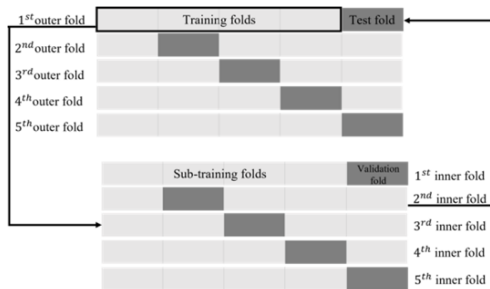 1st outer fold Training folds Test fold
2nd outer fold
3rd outer fold
4th outer fold
5th outer fold
Sub-training folds Validation fold 1st inner fold
2nd inner fold
3rd inner fold
4th inner fold
5th inner fold